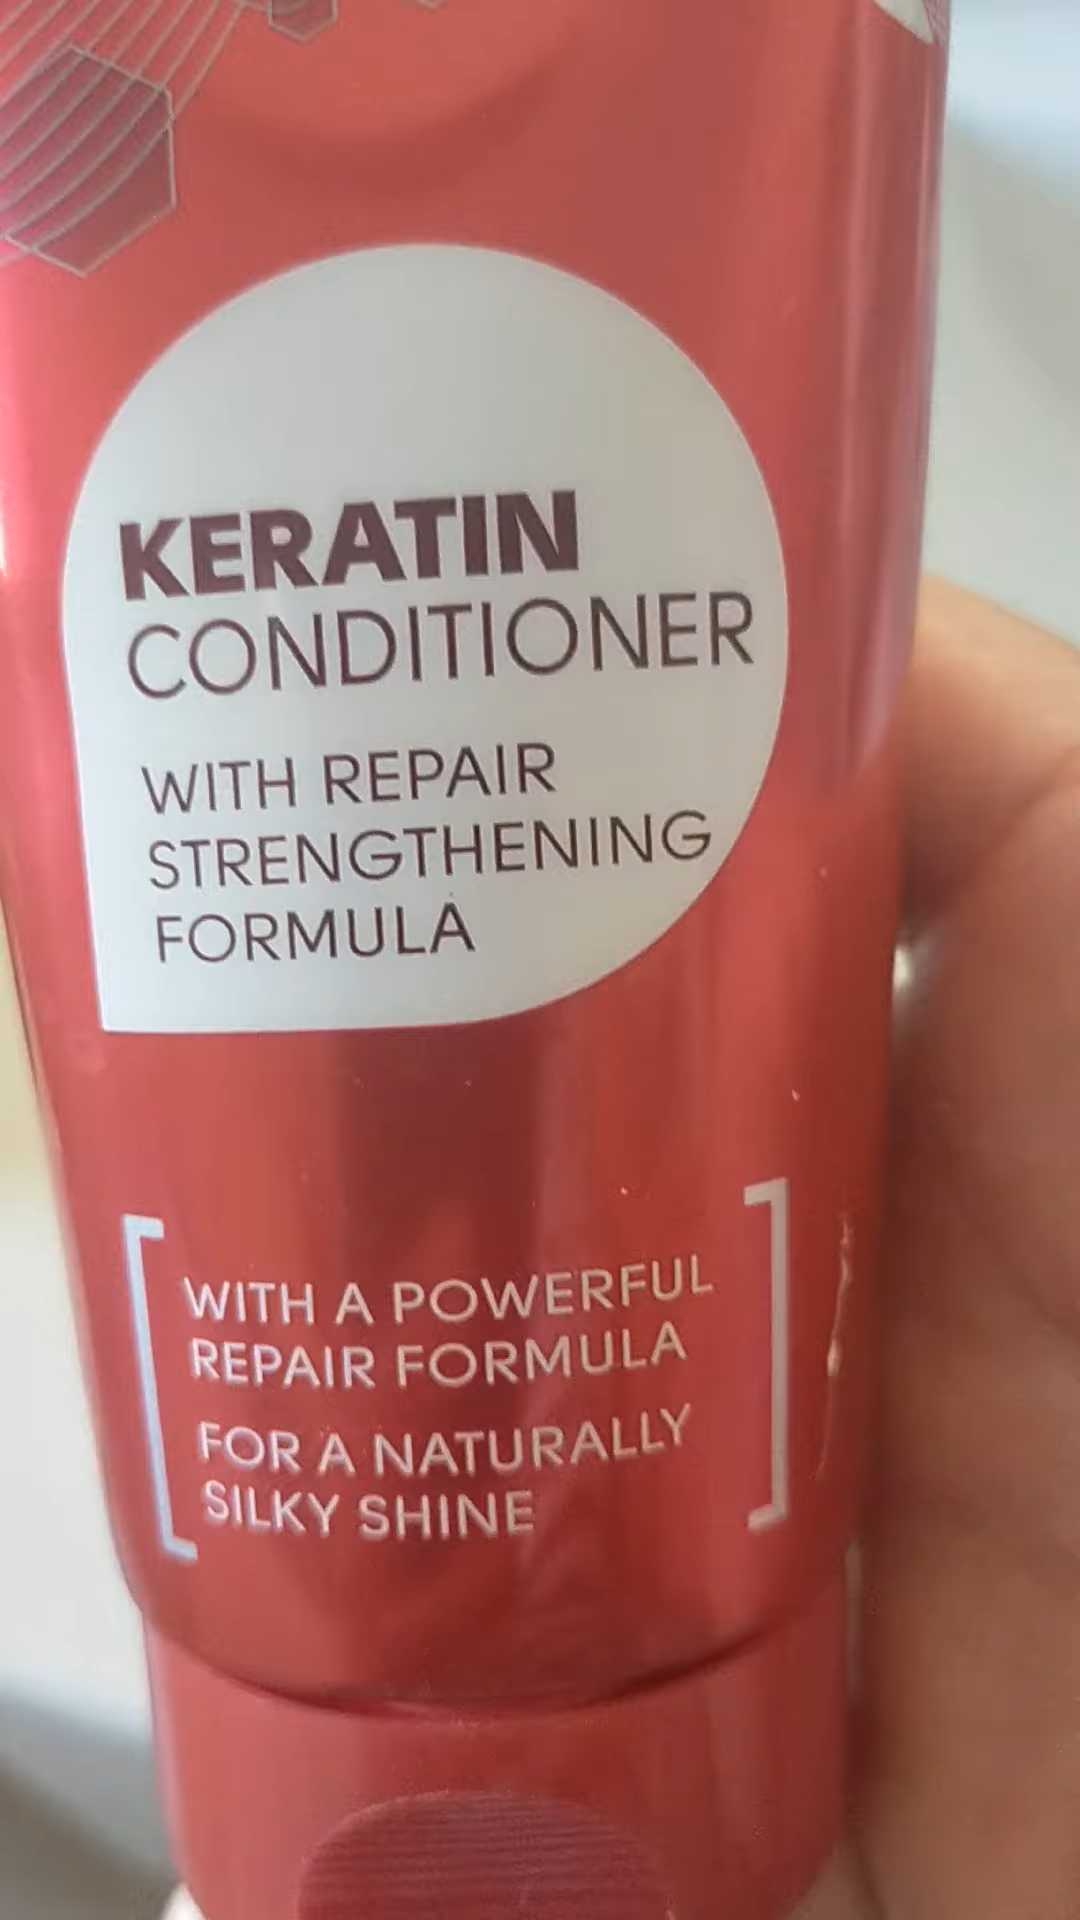 KERATIN
CONDITIONER
WITH REPAIR
STRENGTHENING
FORMULA
WITH A POWERFUL
REPAIR FORMULA
FOR A NATURALLY
SILKY SHINE